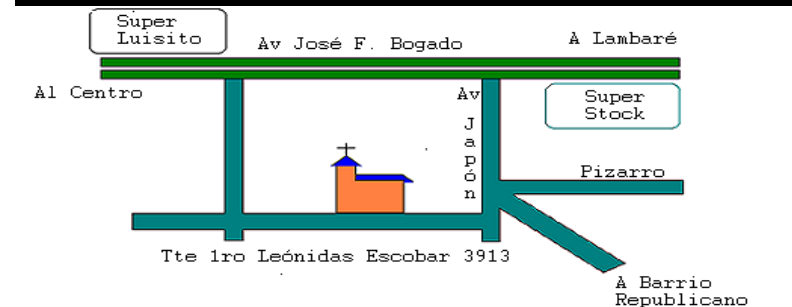 Super
Luisito
Av José F. Bogado
A Lambaré
Al Centro
Av
Japón
Super
Stock
Pizarro
Tte 1ro Leónidas Escobar 3913
A Barrio
Republicano